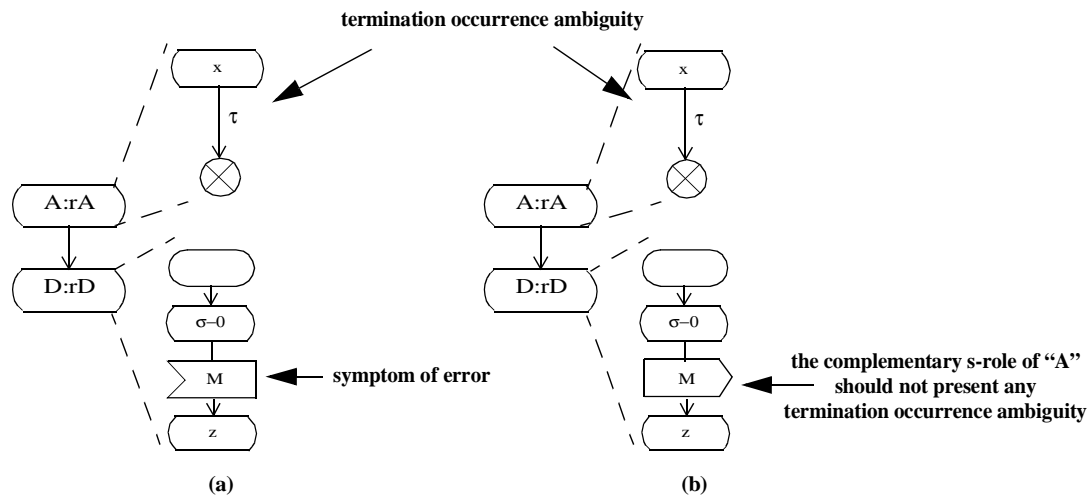 termination occurrence ambiguity
x
τ
A:rA
D:rD
σ–0
M
symptom of error
z
(a)
x
τ
A:rA
D:rD
σ–0
M
the complementary s-role of “A”
should not present any
termination occurrence ambiguity
z
(b)